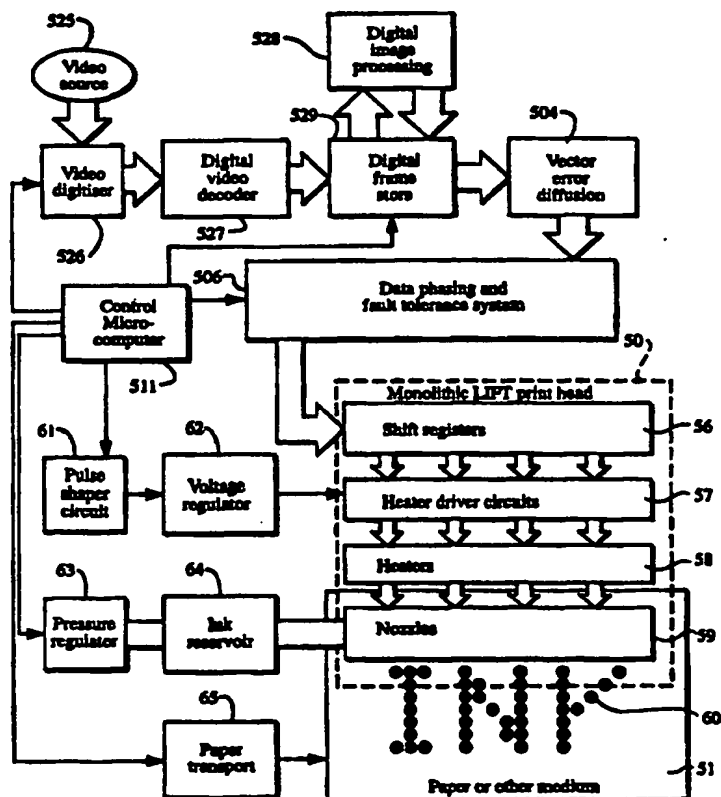 525
Video
source
528
Digital
image
processing
529
504
Video
digitiser
526
Digital
video
decoder
527
Digital
frame
store
Vector
error
diffusion
506
Data phasing and
fault tolerance system
Control
Micro-
computer
511
50
Monolithic LIFT print head
Shift registers
56
61
Pulse
shaper
circuit
62
Voltage
regulator
Heater driver circuits
57
Heaters
58
63
Pressure
regulator
64
Ink
reservoir
Nozzles
59
INK
60
65
Paper
transport
Paper or other medium
51